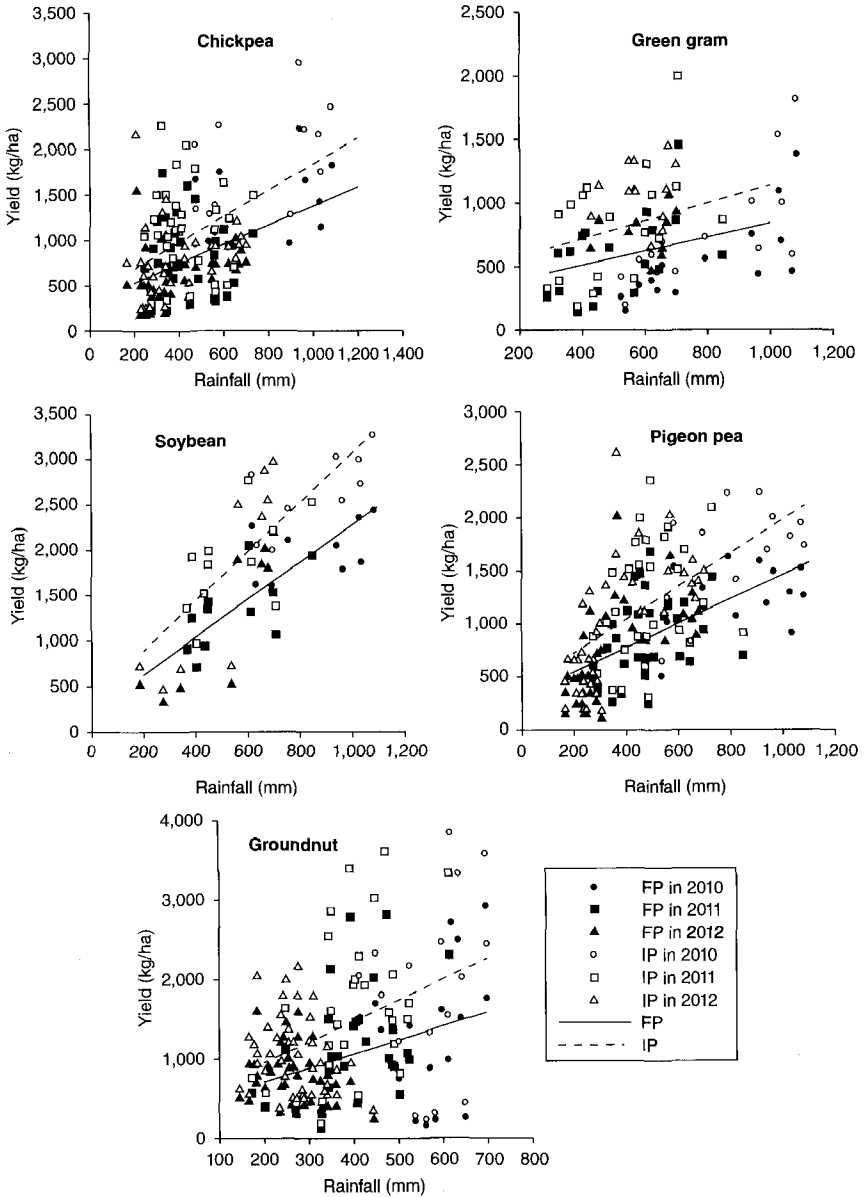 Chickpea
3,500
3,000
2,500
2,000
1,500
1,000
500
0
Yield (kg/ha)
0 200 400 600 800 1,000 1,200 1,400
Rainfall (mm)
Green gram
2,500
2,000
1,500
1,000
500
0
Yield (kg/ha)
200 400 600 800 1,000 1,200
Rainfall (mm)
Soybean
3,500
3,000
2,500
2,000
1,500
1,000
500
0
Yield (kg/ha)
0 200 400 600 800 1,000 1,200
Rainfall (mm)
Pigeon pea
3,000
2,500
2,000
1,500
1,000
500
0
Yield (kg/ha)
0 200 400 600 800 1,000 1,200
Rainfall (mm)
Groundnut
4,000
3,000
2,000
1,000
0
Yield (kg/ha)
100 200 300 400 500 600 700 800
Rainfall (mm)
FP in 2010
FP in 2011
FP in 2012
IP in 2010
IP in 2011
IP in 2012
FP
IP